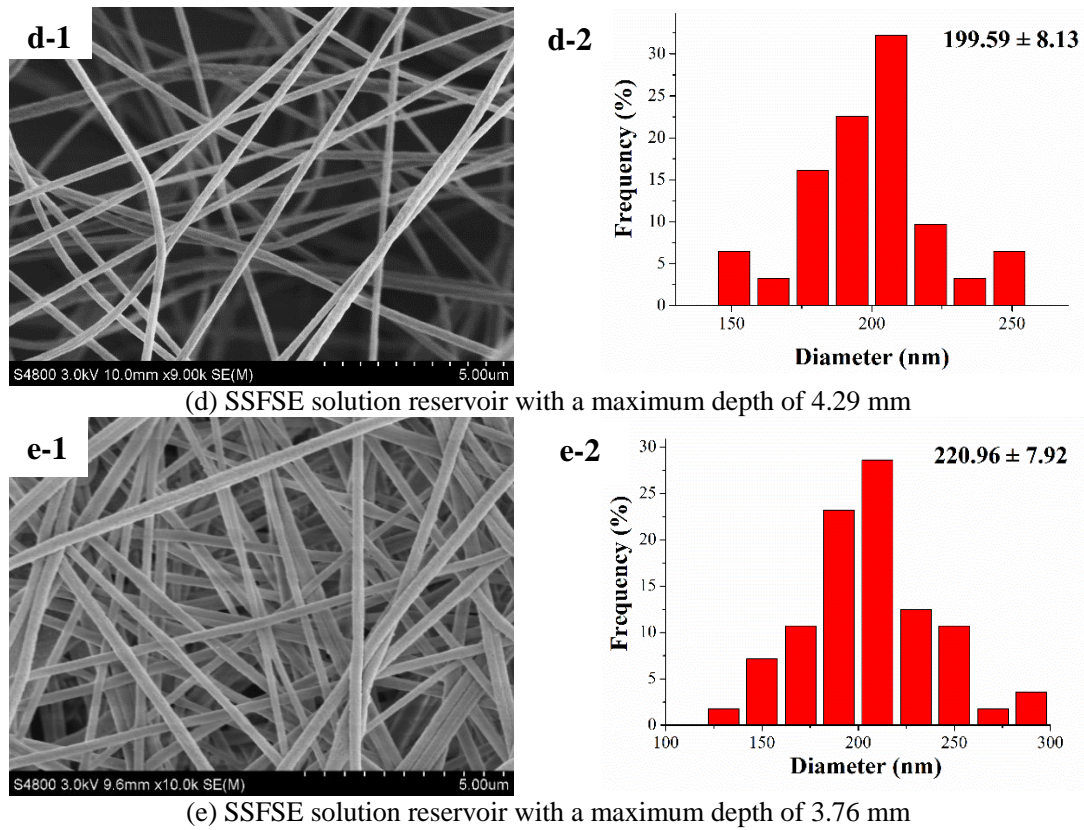 d-1
S4800 3.0kV 10.0mm x9.00k SE(M)
5.00um
d-2
199.59 ± 8.13
Frequency (%)
30
25
20
15
10
5
0
150
200
250
Diameter (nm)
(d) SSFSE solution reservoir with a maximum depth of 4.29 mm
e-1
S4800 3.0kV 9.6mm x10.0k SE(M)
5.00um
e-2
220.96 ± 7.92
Frequency (%)
30
25
20
15
10
5
0
100
150
200
250
300
Diameter (nm)
(e) SSFSE solution reservoir with a maximum depth of 3.76 mm